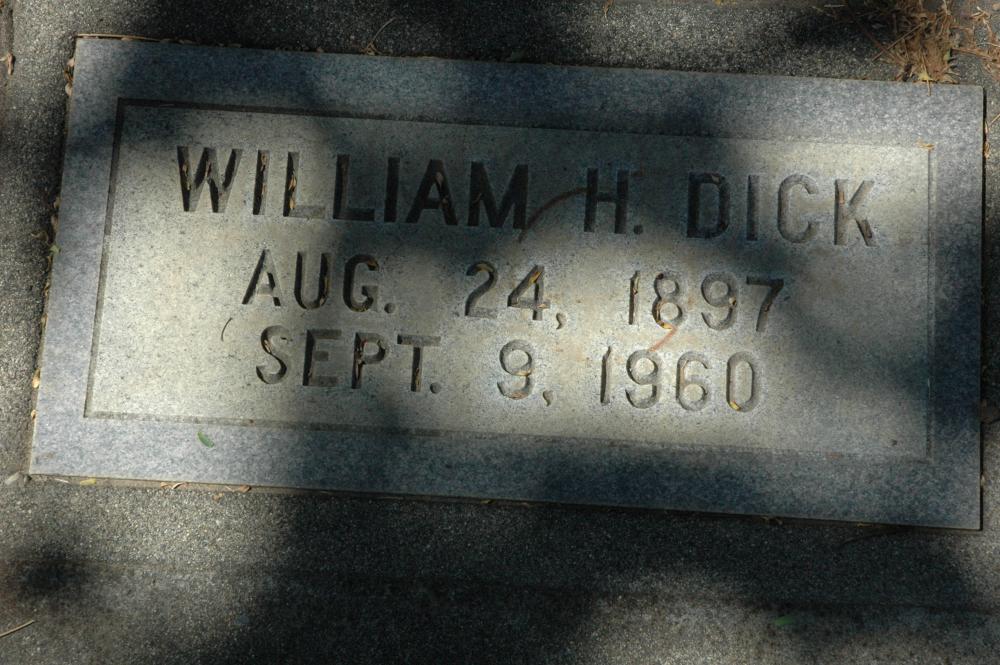 WILLIAM H. DICK
AUG. 24, 1897
SEPT. 9, 1960